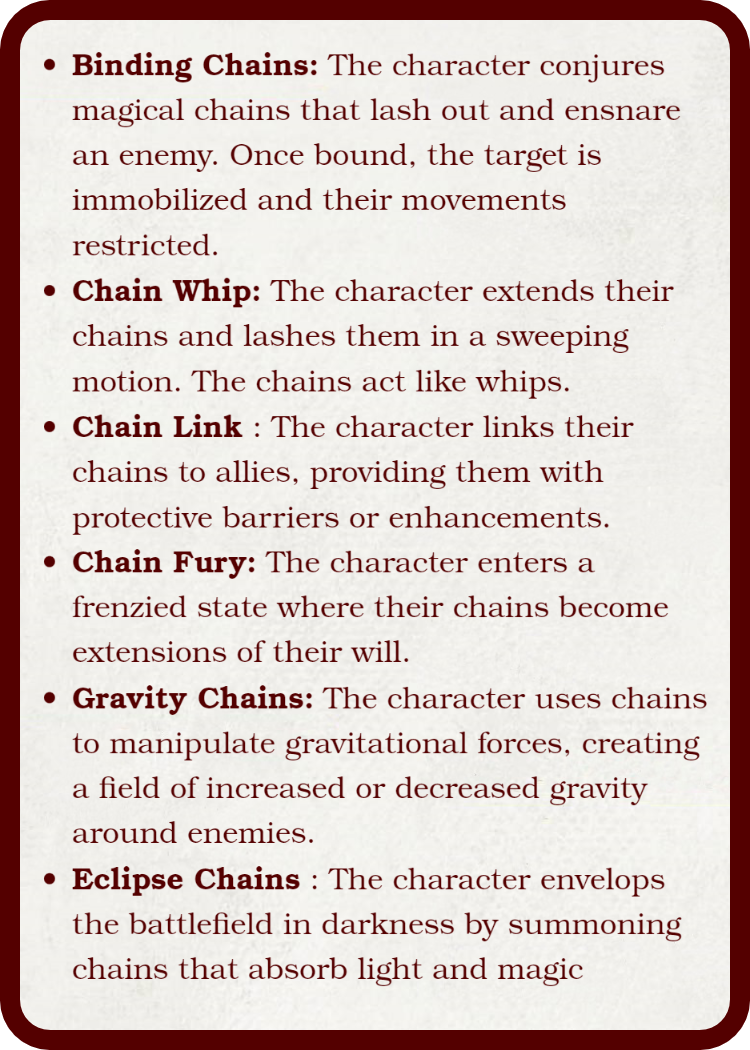 • Binding Chains: The character conjures
magical chains that lash out and ensnare
an enemy. Once bound, the target is
immobilized and their movements
restricted.
• Chain Whip: The character extends their
chains and lashes them in a sweeping
motion. The chains act like whips.
• Chain Link : The character links their
chains to allies, providing them with
protective barriers or enhancements.
• Chain Fury: The character enters a
frenzied state where their chains become
extensions of their will.
• Gravity Chains: The character uses chains
to manipulate gravitational forces, creating
a field of increased or decreased gravity
around enemies.
• Eclipse Chains : The character envelops
the battlefield in darkness by summoning
chains that absorb light and magic